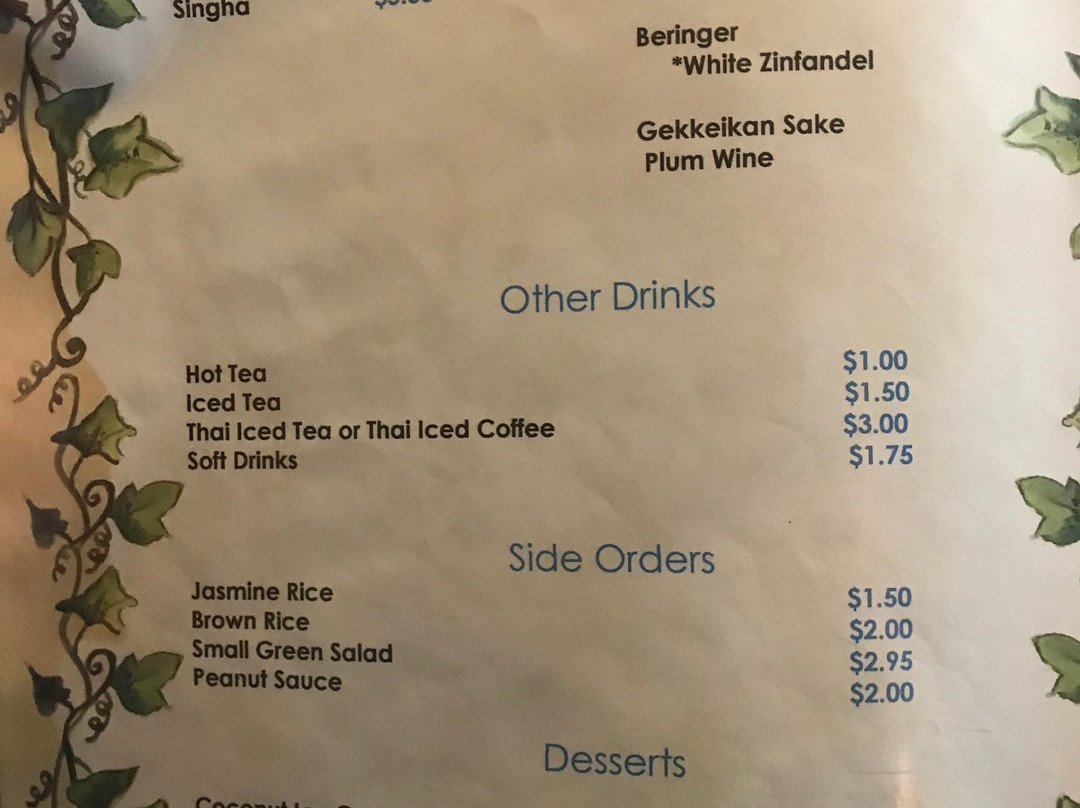 Singha
Beringer
*White Zinfandel
Gekkeikan Sake
Plum Wine
Other Drinks
Hot Tea $1.00
Iced Tea $1.50
Thai Iced Tea or Thai Iced Coffee $3.00
Soft Drinks $1.75
Side Orders
Jasmine Rice $1.50
Brown Rice $2.00
Small Green Salad $2.95
Peanut Sauce $2.00
Desserts